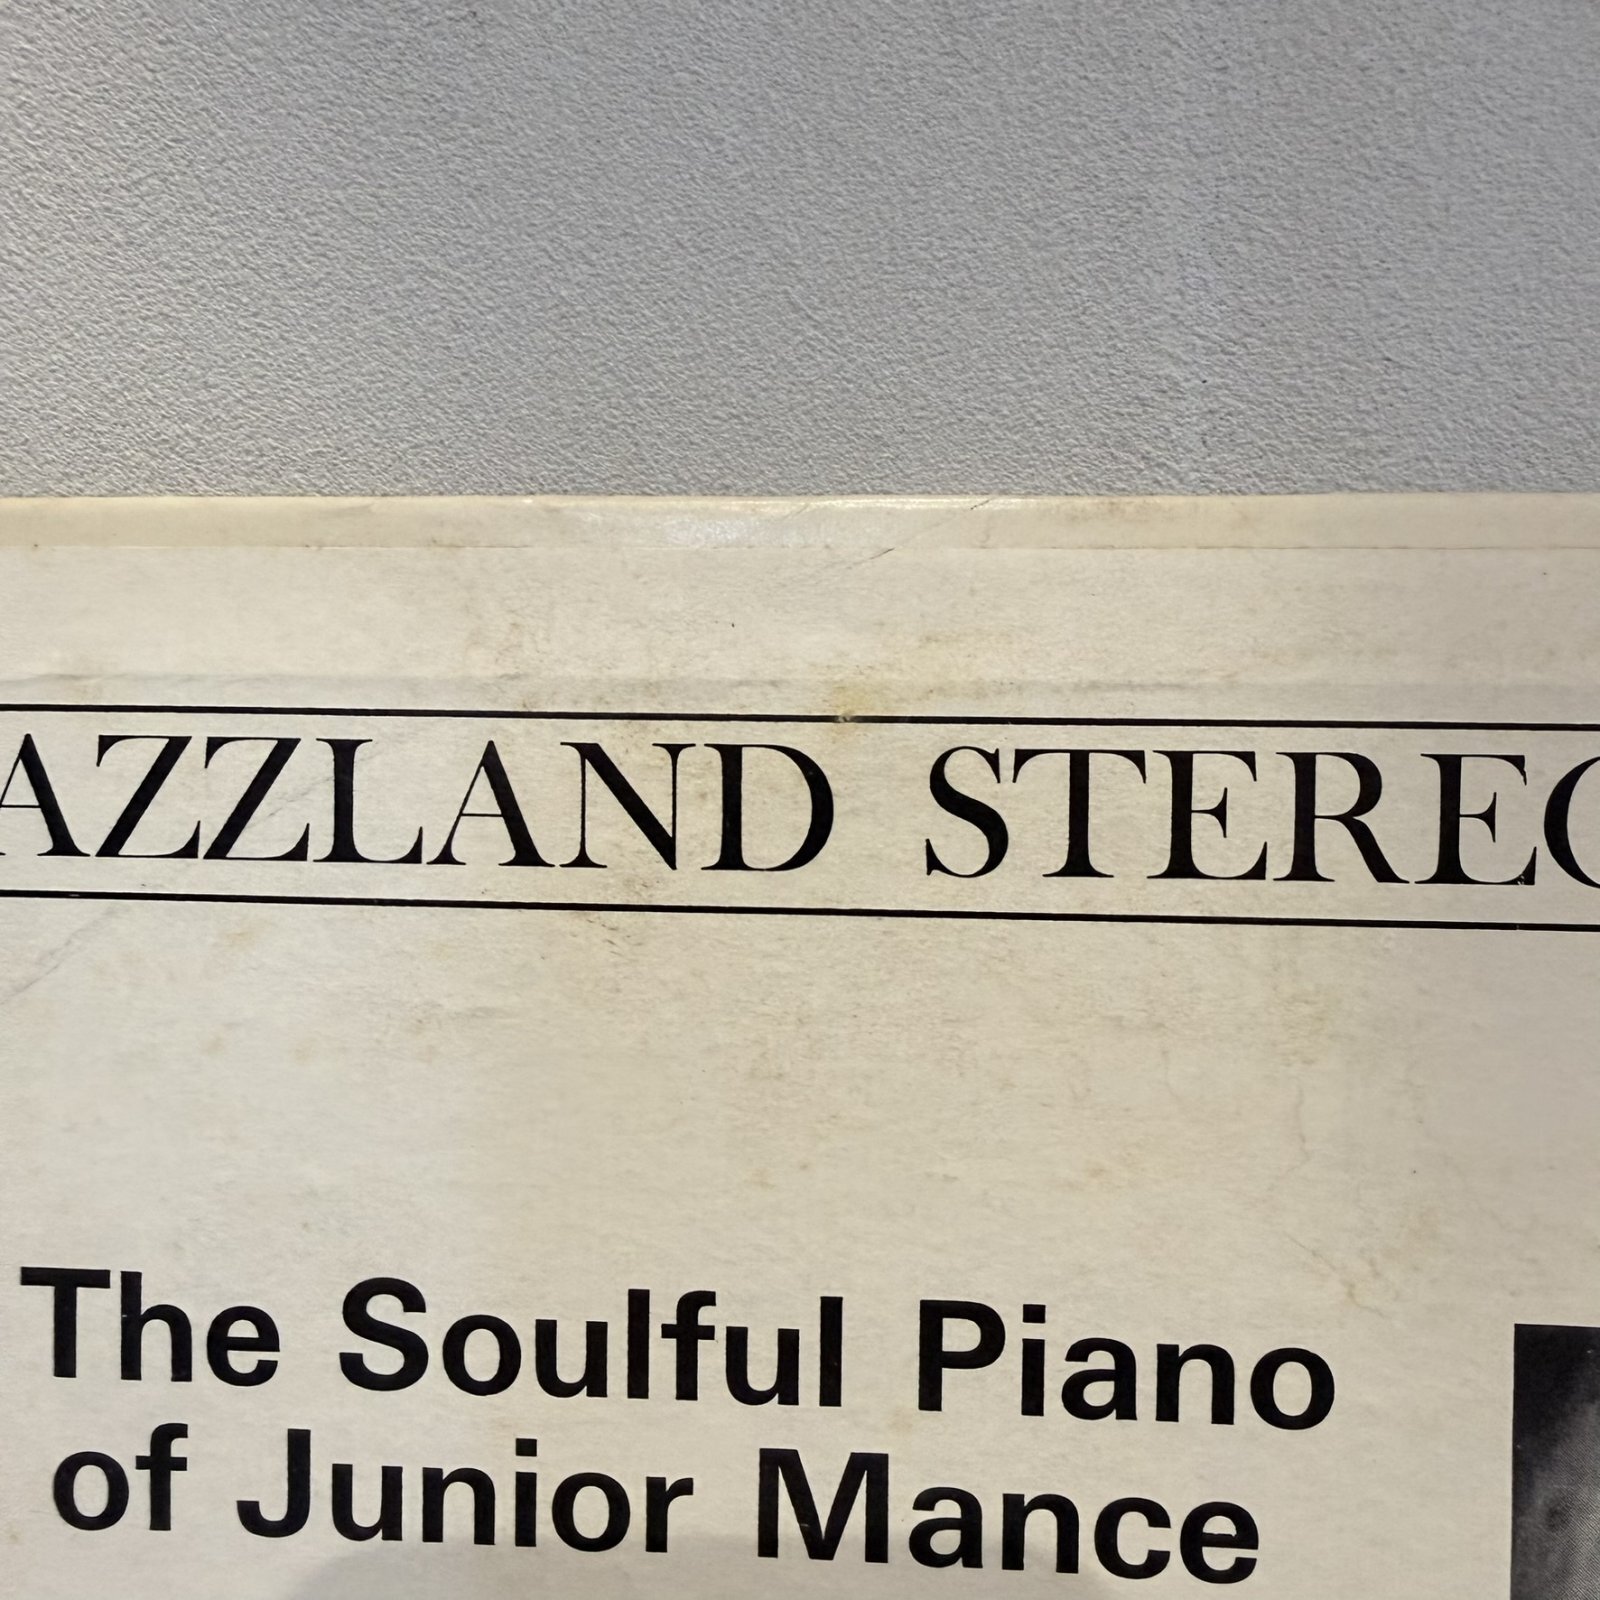 AZZLAND STEREO
The Soulful Piano
of Junior Mance